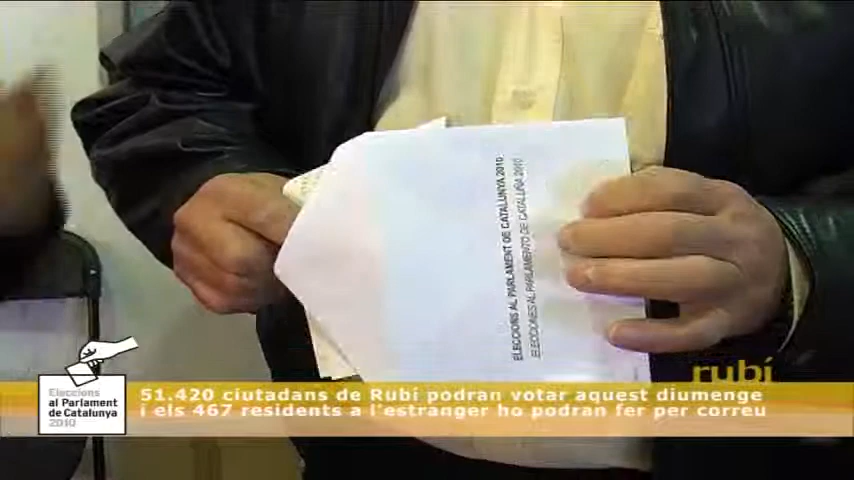 ELECCIONS AL PARLAMENT DE CATALUNYA 2010
ELECCIONES AL PARLAMENTO DE CATALUÑA 2010
rubí
Eleccions
al Parlament
de Catalunya
2010
51.420 ciutadans de Rubí podran votar aquest diumenge
i els 467 residents a l'estranger ho podran fer per correu